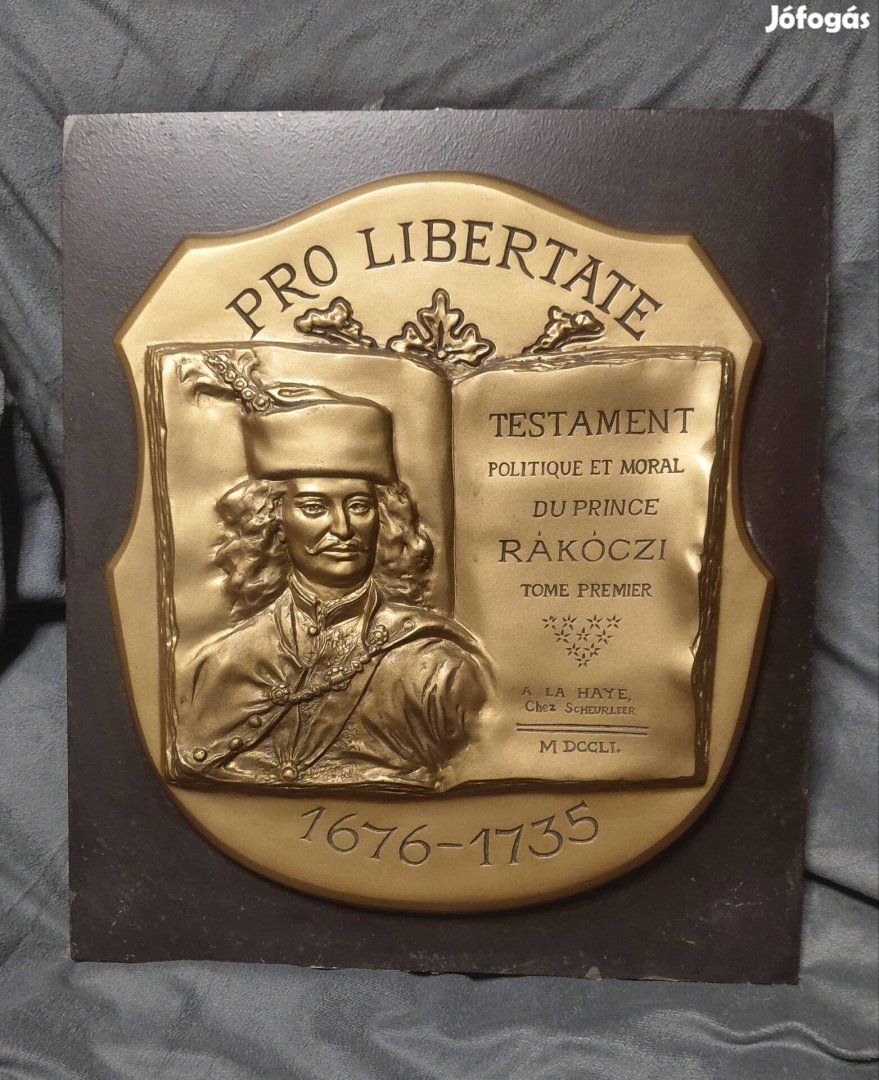 Jófogás
PRO LIBERTATE
TESTAMENT
POLITIQUE ET MORAL
DU PRINCE
RÁKÓCZI
TOME PREMIER
A LA HAYE,
Chez SCHEURLEER
M DCCLI.
1676-1735